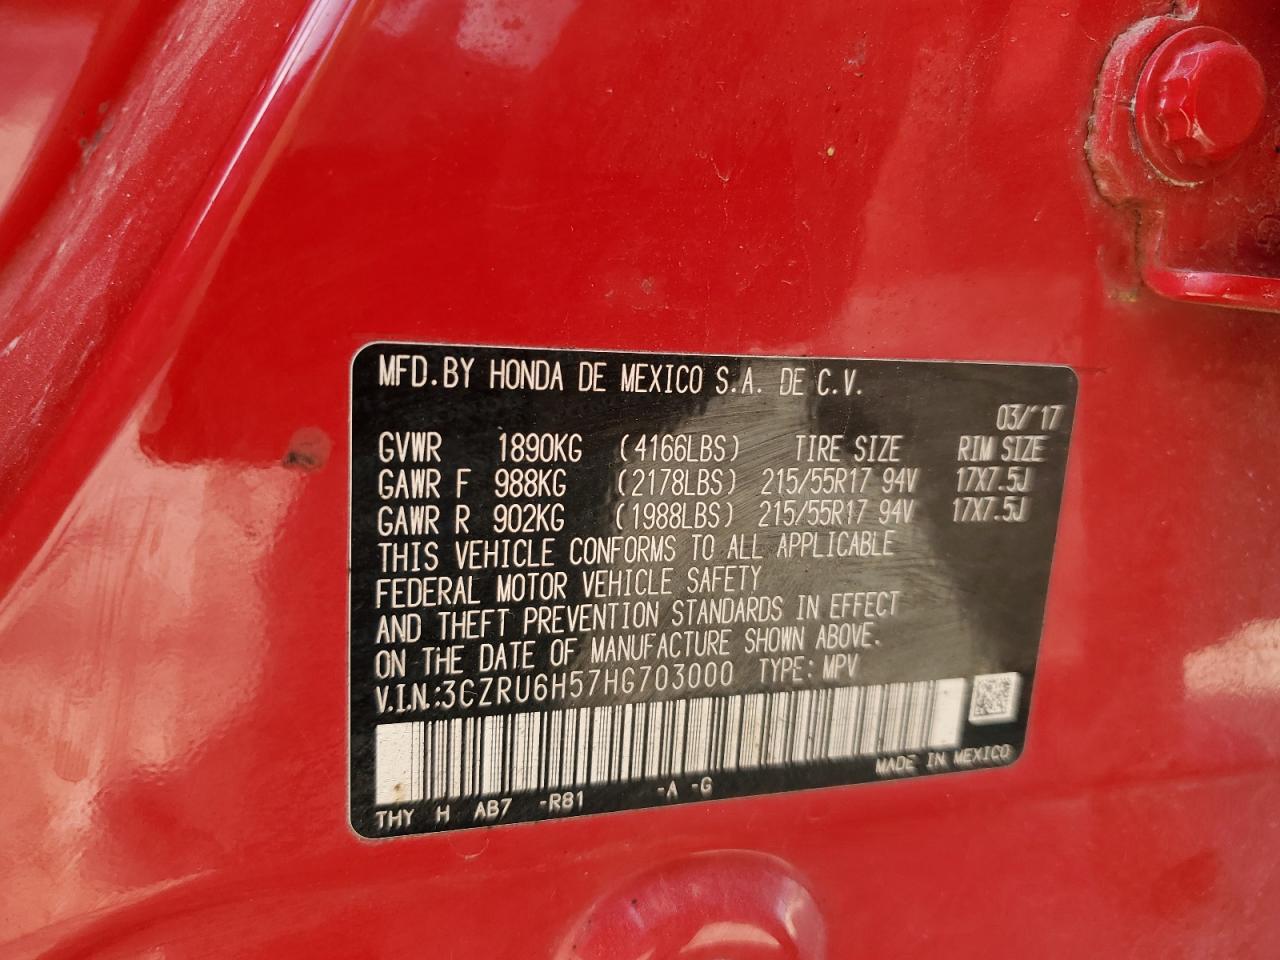 MFD.BY HONDA DE MEXICO S.A. DE C.V.
03/'17
GVWR 1890KG (4166LBS) TIRE SIZE RIM SIZE
GAWR F 988KG (2178LBS) 215/55R17 94V 17X7.5J
GAWR R 902KG (1988LBS) 215/55R17 94V 17X7.5J
THIS VEHICLE CONFORMS TO ALL APPLICABLE
FEDERAL MOTOR VEHICLE SAFETY
AND THEFT PREVENTION STANDARDS IN EFFECT
ON THE DATE OF MANUFACTURE SHOWN ABOVE.
V.I.N.:3CZRU6H57HG703000 TYPE: MPV
MADE IN MEXICO
THY H AB7 -R81 -A -G